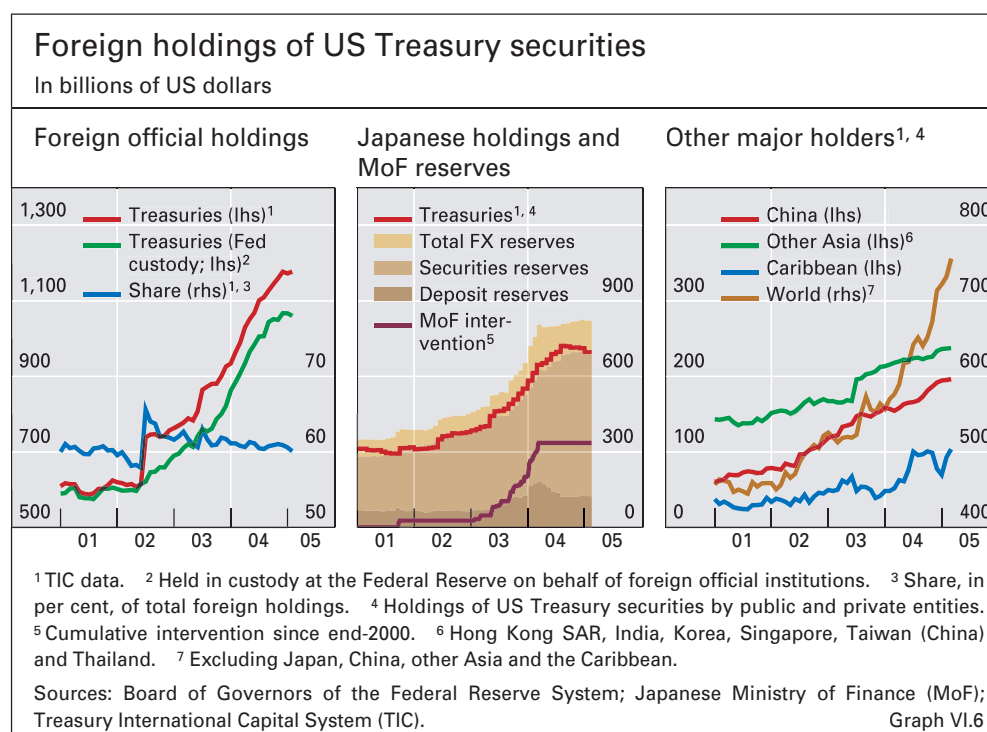 Foreign holdings of US Treasury securities
In billions of US dollars
Foreign official holdings
Japanese holdings and
MoF reserves
Other major holders1, 4
1,300
1,100
900
700
500
70
60
50
Treasuries (lhs)1
Treasuries (Fed
custody; lhs)2
Share (rhs)1, 3
01 02 03 04 05
Treasuries1, 4
Total FX reserves
Securities reserves
Deposit reserves
MoF inter-
vention5
900
600
300
0
01 02 03 04 05
China (lhs)
Other Asia (lhs)6
Caribbean (lhs)
World (rhs)7
300
200
100
0
800
700
600
500
400
01 02 03 04 05
1 TIC data. 2 Held in custody at the Federal Reserve on behalf of foreign official institutions. 3 Share, in
per cent, of total foreign holdings. 4 Holdings of US Treasury securities by public and private entities.
5 Cumulative intervention since end-2000. 6 Hong Kong SAR, India, Korea, Singapore, Taiwan (China)
and Thailand. 7 Excluding Japan, China, other Asia and the Caribbean.
Sources: Board of Governors of the Federal Reserve System; Japanese Ministry of Finance (MoF);
Treasury International Capital System (TIC). Graph VI.6